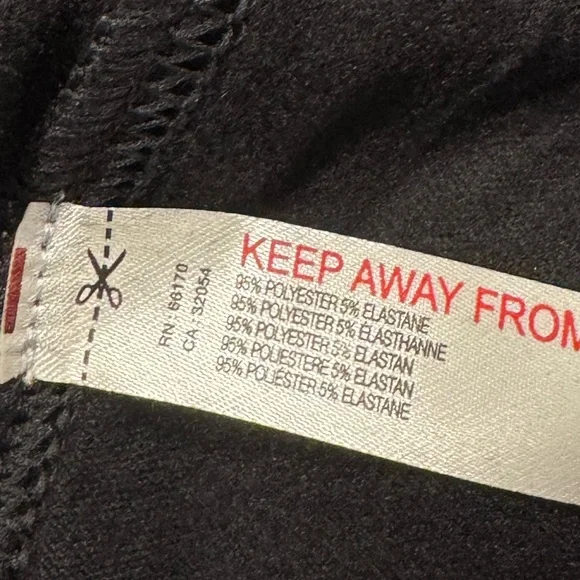 RN : 66170
CA : 32054
KEEP AWAY FROM
95% POLYESTER 5% ELASTANE
95% POLYESTER 5% ELASTHANNE
95% POLYESTER 5% ELASTAN
95% POLIESTERE 5% ELASTAN
95% POLIÉSTER 5% ELASTANE